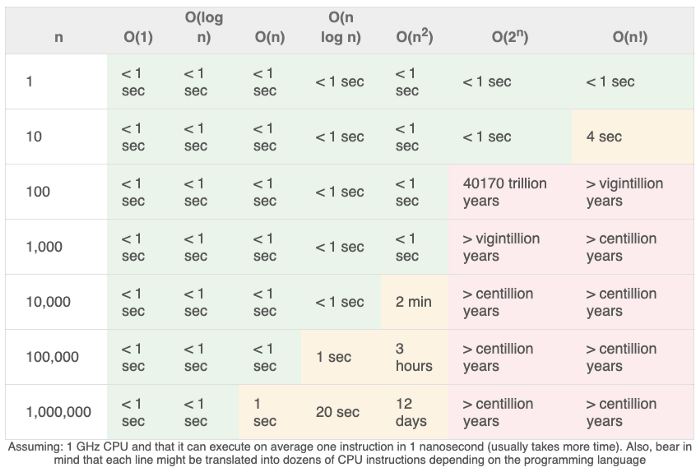 n O(1) O(log n) O(n) O(n log n) O(n²) O(2ⁿ) O(n!)
1 < 1 sec < 1 sec < 1 sec < 1 sec < 1 sec < 1 sec < 1 sec
10 < 1 sec < 1 sec < 1 sec < 1 sec < 1 sec < 1 sec 4 sec
100 < 1 sec < 1 sec < 1 sec < 1 sec < 1 sec 40170 trillion years > vigintillion years
1,000 < 1 sec < 1 sec < 1 sec < 1 sec < 1 sec > vigintillion years > centillion years
10,000 < 1 sec < 1 sec < 1 sec < 1 sec 2 min > centillion years > centillion years
100,000 < 1 sec < 1 sec < 1 sec 1 sec 3 hours > centillion years > centillion years
1,000,000 < 1 sec < 1 sec 1 sec 20 sec 12 days > centillion years > centillion years
Assuming: 1 GHz CPU and that it can execute on average one instruction in 1 nanosecond (usually takes more time). Also, bear in
mind that each line might be translated into dozens of CPU instructions depending on the programming language